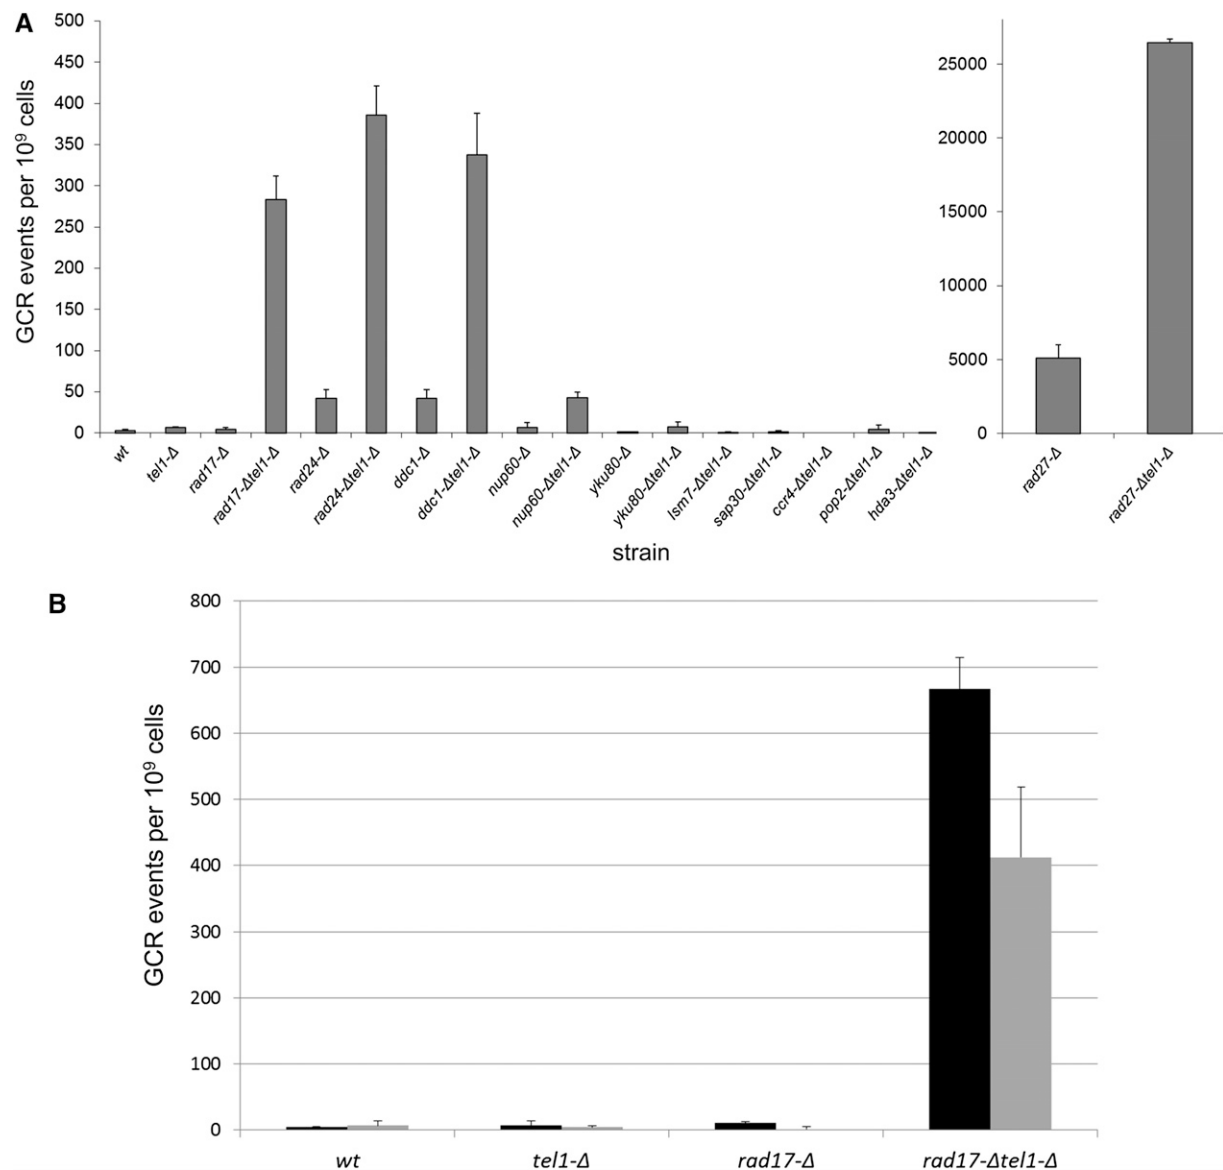 A
GCR events per 10⁹ cells
500
450
400
350
300
250
200
150
100
50
0
wt
tel1-Δ
rad17-Δ
rad17-Δtel1-Δ
rad24-Δ
rad24-Δtel1-Δ
ddc1-Δ
ddc1-Δtel1-Δ
nup60-Δ
nup60-Δtel1-Δ
yku80-Δ
yku80-Δtel1-Δ
lsm7-Δtel1-Δ
sap30-Δtel1-Δ
ccr4-Δtel1-Δ
pop2-Δtel1-Δ
hda3-Δtel1-Δ
25000
20000
15000
10000
5000
0
rad27-Δ
rad27-Δtel1-Δ
strain
B
GCR events per 10⁹ cells
800
700
600
500
400
300
200
100
0
wt
tel1-Δ
rad17-Δ
rad17-Δtel1-Δ